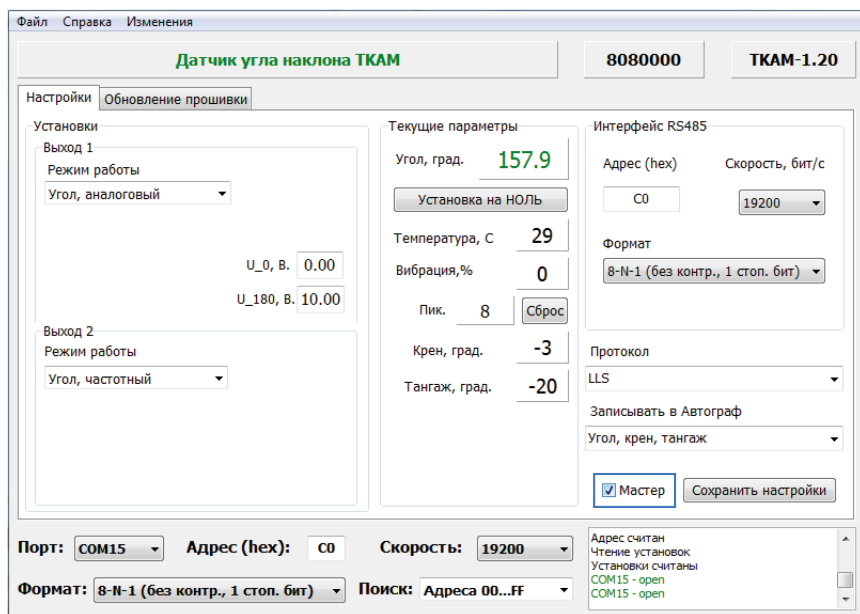 Файл Справка Изменения
Датчик угла наклона TKAM
8080000
TKAM-1.20
Настройки
Обновление прошивки
Установки
Выход 1
Режим работы
Угол, аналоговый
U_0, В. 0.00
U_180, В. 10.00
Выход 2
Режим работы
Угол, частотный
Текущие параметры
Угол, град. 157.9
Установка на НОЛЬ
Температура, С 29
Вибрация,% 0
Пик. 8 Сброс
Крен, град. -3
Тангаж, град. -20
Интерфейс RS485
Адрес (hex) Скорость, бит/с
C0 19200
Формат
8-N-1 (без контр., 1 стоп. бит)
Протокол
LLS
Записывать в Автограф
Угол, крен, тангаж
Мастер Сохранить настройки
Порт: COM15 Адрес (hex): C0 Скорость: 19200
Формат: 8-N-1 (без контр., 1 стоп. бит) Поиск: Адреса 00...FF
Адрес считан
Чтение установок
Установки считаны
COM15 - open
COM15 - open